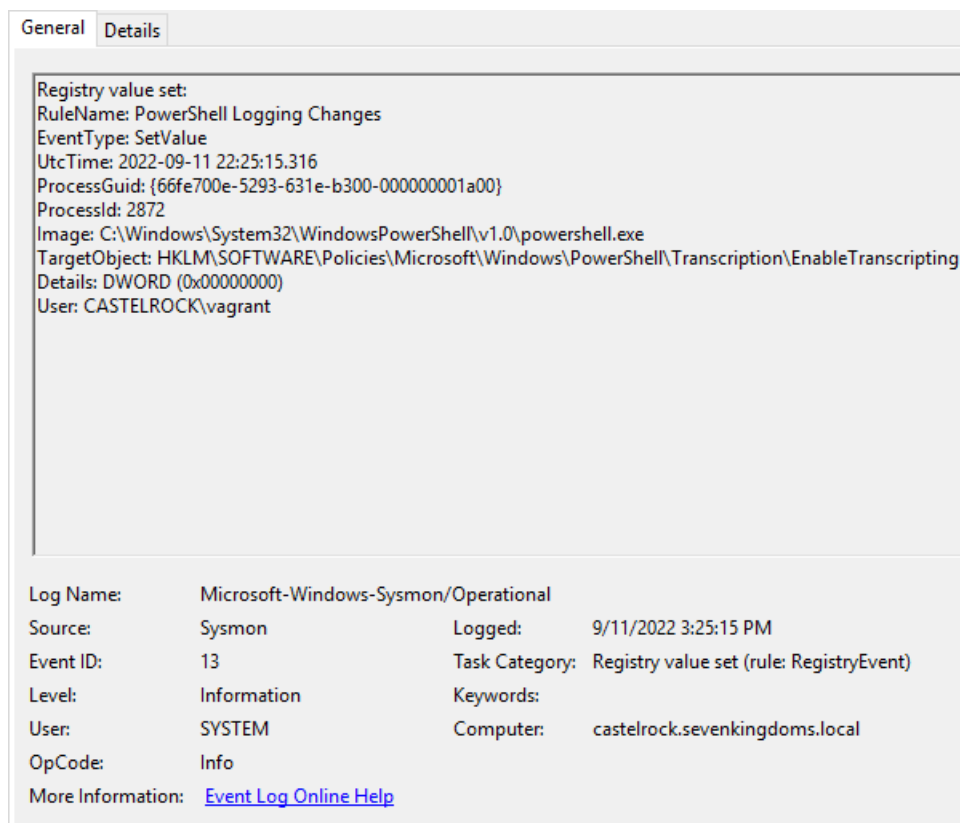 General Details
Registry value set:
RuleName: PowerShell Logging Changes
EventType: SetValue
UtcTime: 2022-09-11 22:25:15.316
ProcessGuid: {66fe700e-5293-631e-b300-000000001a00}
ProcessId: 2872
Image: C:\Windows\System32\WindowsPowerShell\v1.0\powershell.exe
TargetObject: HKLM\SOFTWARE\Policies\Microsoft\Windows\PowerShell\Transcription\EnableTranscripting
Details: DWORD (0x00000000)
User: CASTELROCK\vagrant
Log Name: Microsoft-Windows-Sysmon/Operational
Source: Sysmon Logged: 9/11/2022 3:25:15 PM
Event ID: 13 Task Category: Registry value set (rule: RegistryEvent)
Level: Information Keywords:
User: SYSTEM Computer: castelrock.sevenkingdoms.local
OpCode: Info
More Information: Event Log Online Help